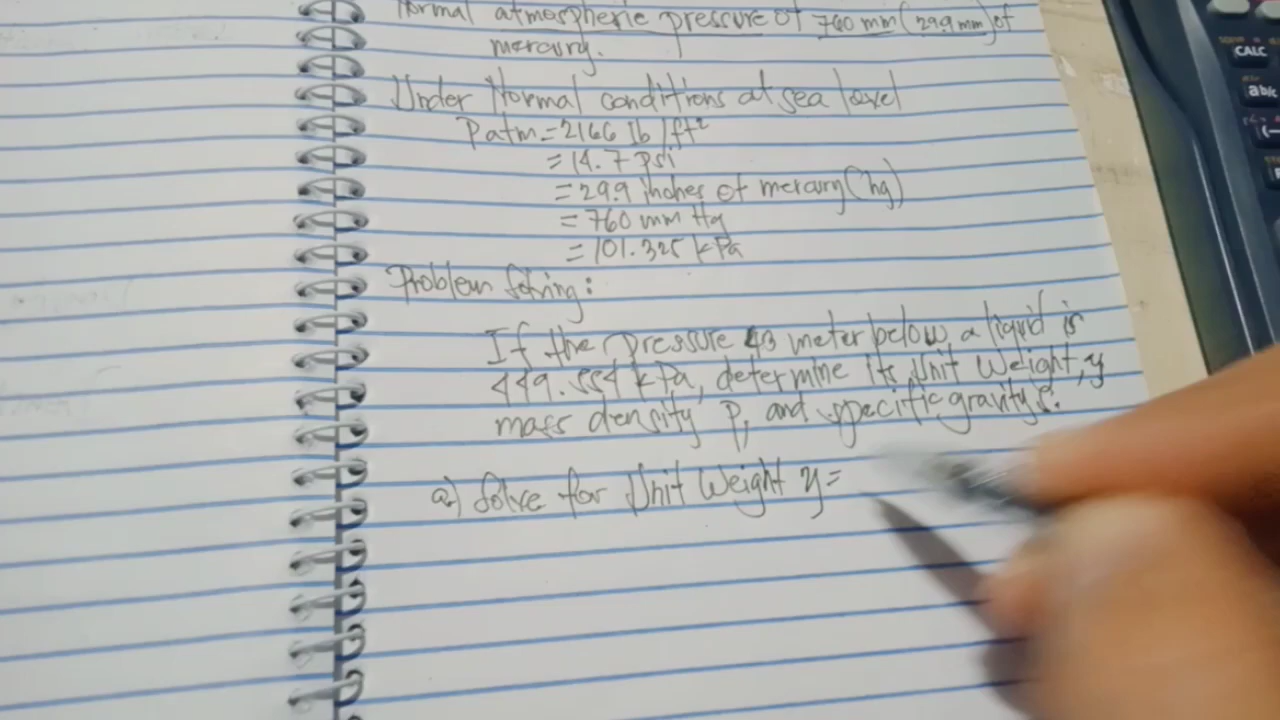 Normal atmospheric pressure of 760 mm (29.9 mm) of
mercury.
Under Normal conditions at sea level
Patm = 2166 lb/ft²
= 14.7 psi
= 29.9 inches of mercury (hg)
= 760 mm Hg
= 101.325 kPa
Problem Solving:
If the pressure 43 meter below a liquid is
449.554 kPa, determine its Unit Weight, y
mass density P, and specific gravity s.
a) Solve for Unit Weight y =
CALC